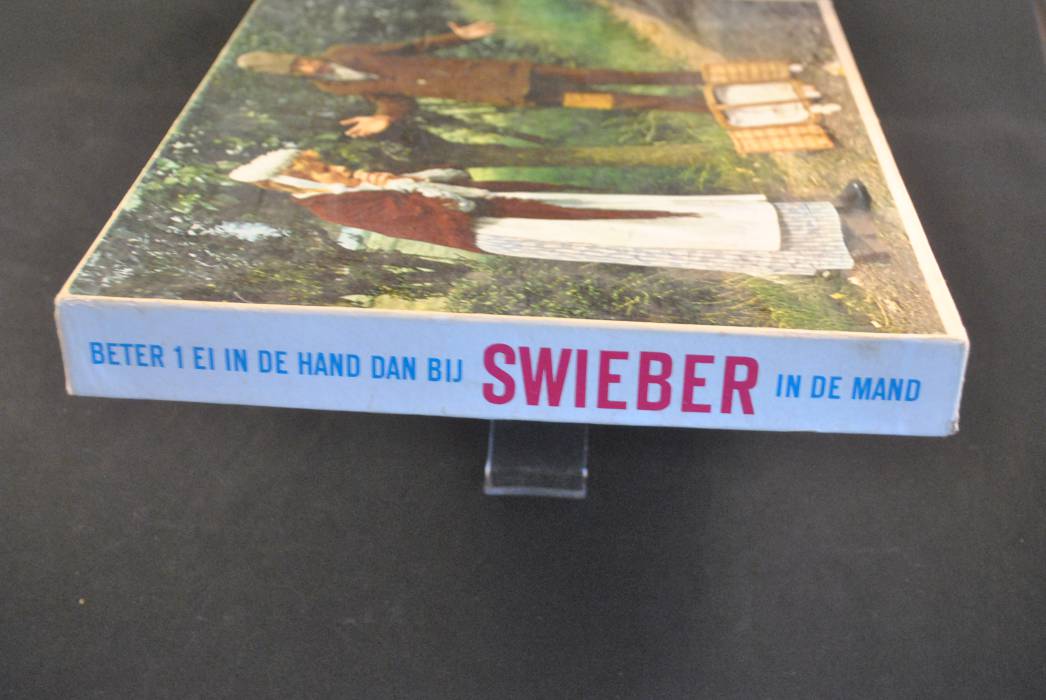 BETER 1 EI IN DE HAND DAN BIJ SWIEBER IN DE MAND